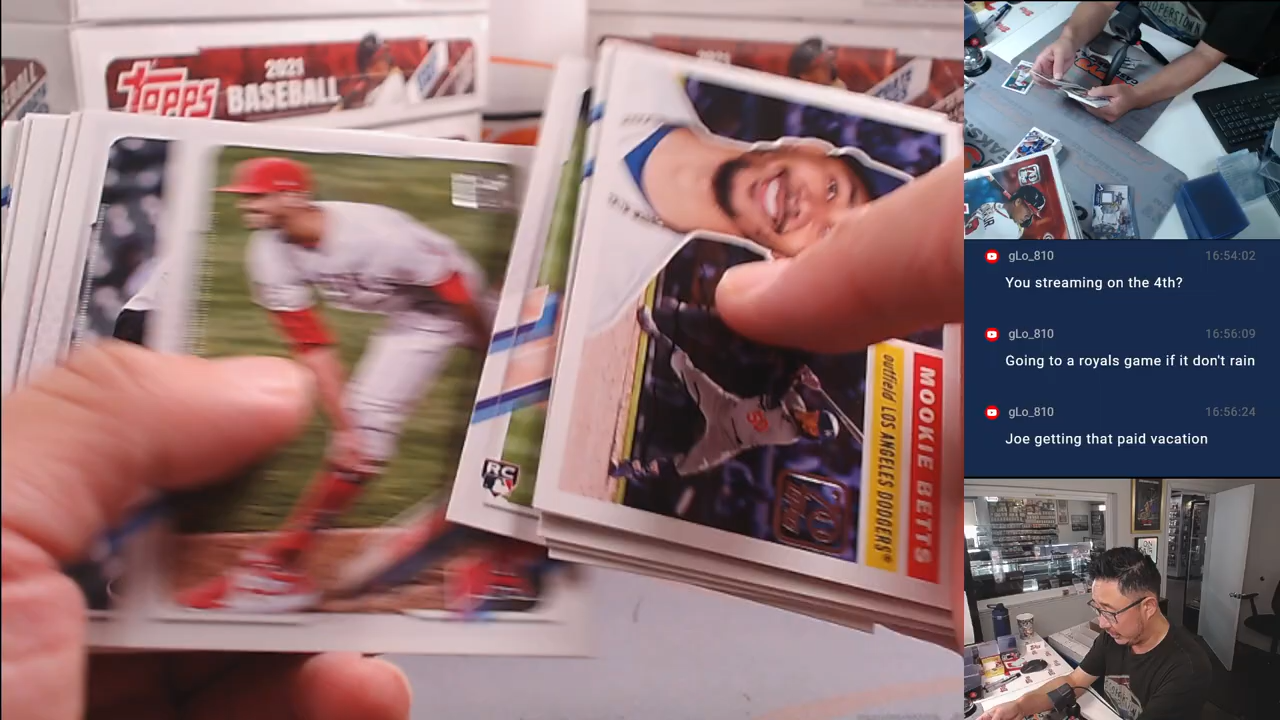 2021
Topps BASEBALL
2021
RC
MOOKIE BETTS
outfield LOS ANGELES DODGERS
70
gLo_810 16:54:02
You streaming on the 4th?
gLo_810 16:56:09
Going to a royals game if it don't rain
gLo_810 16:56:24
Joe getting that paid vacation